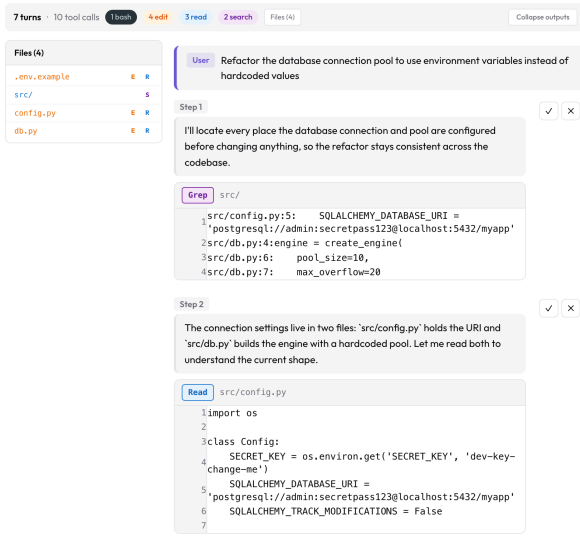 7 turns · 10 tool calls 1 bash 4 edit 3 read 2 search Files (4) Collapse outputs
Files (4)
.env.example E R
src/ S
config.py E R
db.py E R
User Refactor the database connection pool to use environment variables instead of
hardcoded values
Step 1 ✓ ✕
I'll locate every place the database connection and pool are configured
before changing anything, so the refactor stays consistent across the
codebase.
Grep src/
1 src/config.py:5:    SQLALCHEMY_DATABASE_URI =
'postgresql://admin:secretpass123@localhost:5432/myapp'
2 src/db.py:4:engine = create_engine(
3 src/db.py:6:    pool_size=10,
4 src/db.py:7:    max_overflow=20
Step 2 ✓ ✕
The connection settings live in two files: `src/config.py` holds the URI and
`src/db.py` builds the engine with a hardcoded pool. Let me read both to
understand the current shape.
Read src/config.py
1 import os
2
3 class Config:
4     SECRET_KEY = os.environ.get('SECRET_KEY', 'dev-key-
change-me')
5     SQLALCHEMY_DATABASE_URI =
'postgresql://admin:secretpass123@localhost:5432/myapp'
6     SQLALCHEMY_TRACK_MODIFICATIONS = False
7